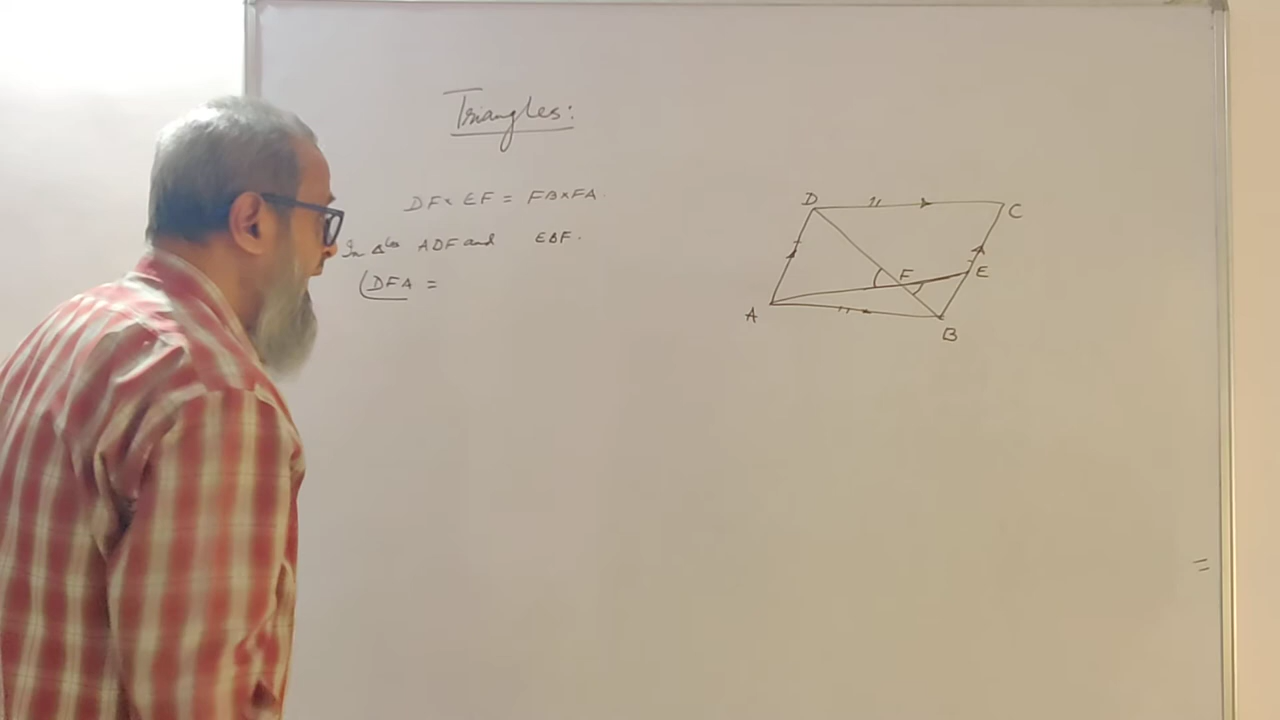 Triangles:
DF × EF = FB × FA.
In Δles ADF and EBF.
∠DFA =
D
C
F
E
A
B
=